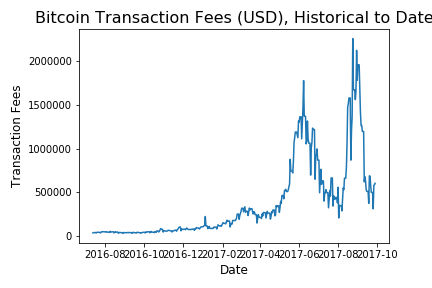 Bitcoin Transaction Fees (USD), Historical to Date
Transaction Fees
2000000
1500000
1000000
500000
0
2016-08 2016-10 2016-12 2017-02 2017-04 2017-06 2017-08 2017-10
Date